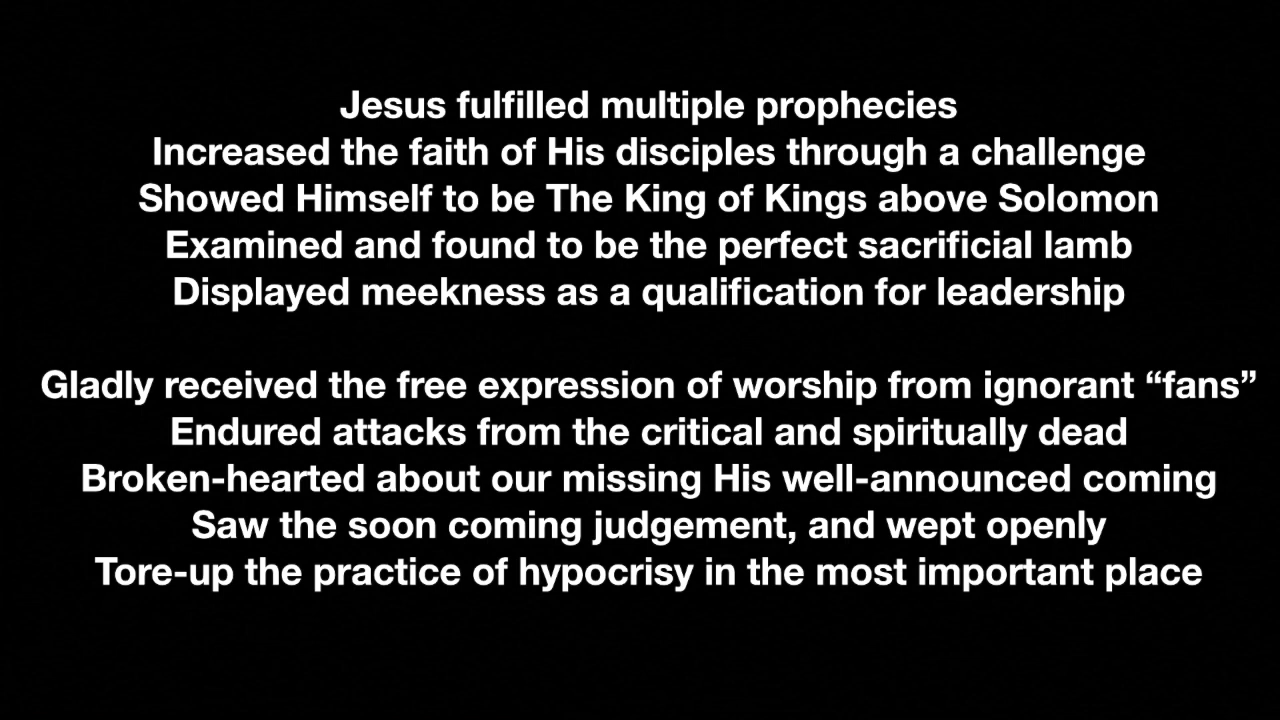 Jesus fulfilled multiple prophecies
Increased the faith of His disciples through a challenge
Showed Himself to be The King of Kings above Solomon
Examined and found to be the perfect sacrificial lamb
Displayed meekness as a qualification for leadership
Gladly received the free expression of worship from ignorant “fans”
Endured attacks from the critical and spiritually dead
Broken-hearted about our missing His well-announced coming
Saw the soon coming judgement, and wept openly
Tore-up the practice of hypocrisy in the most important place